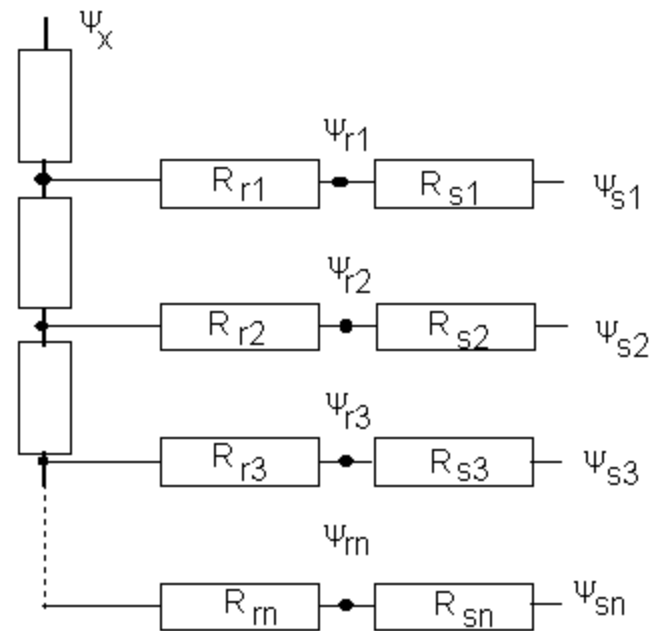 Ψx
Ψr1
Rr1 Rs1 Ψs1
Ψr2
Rr2 Rs2 Ψs2
Ψr3
Rr3 Rs3 Ψs3
Ψrn
Rrn Rsn Ψsn